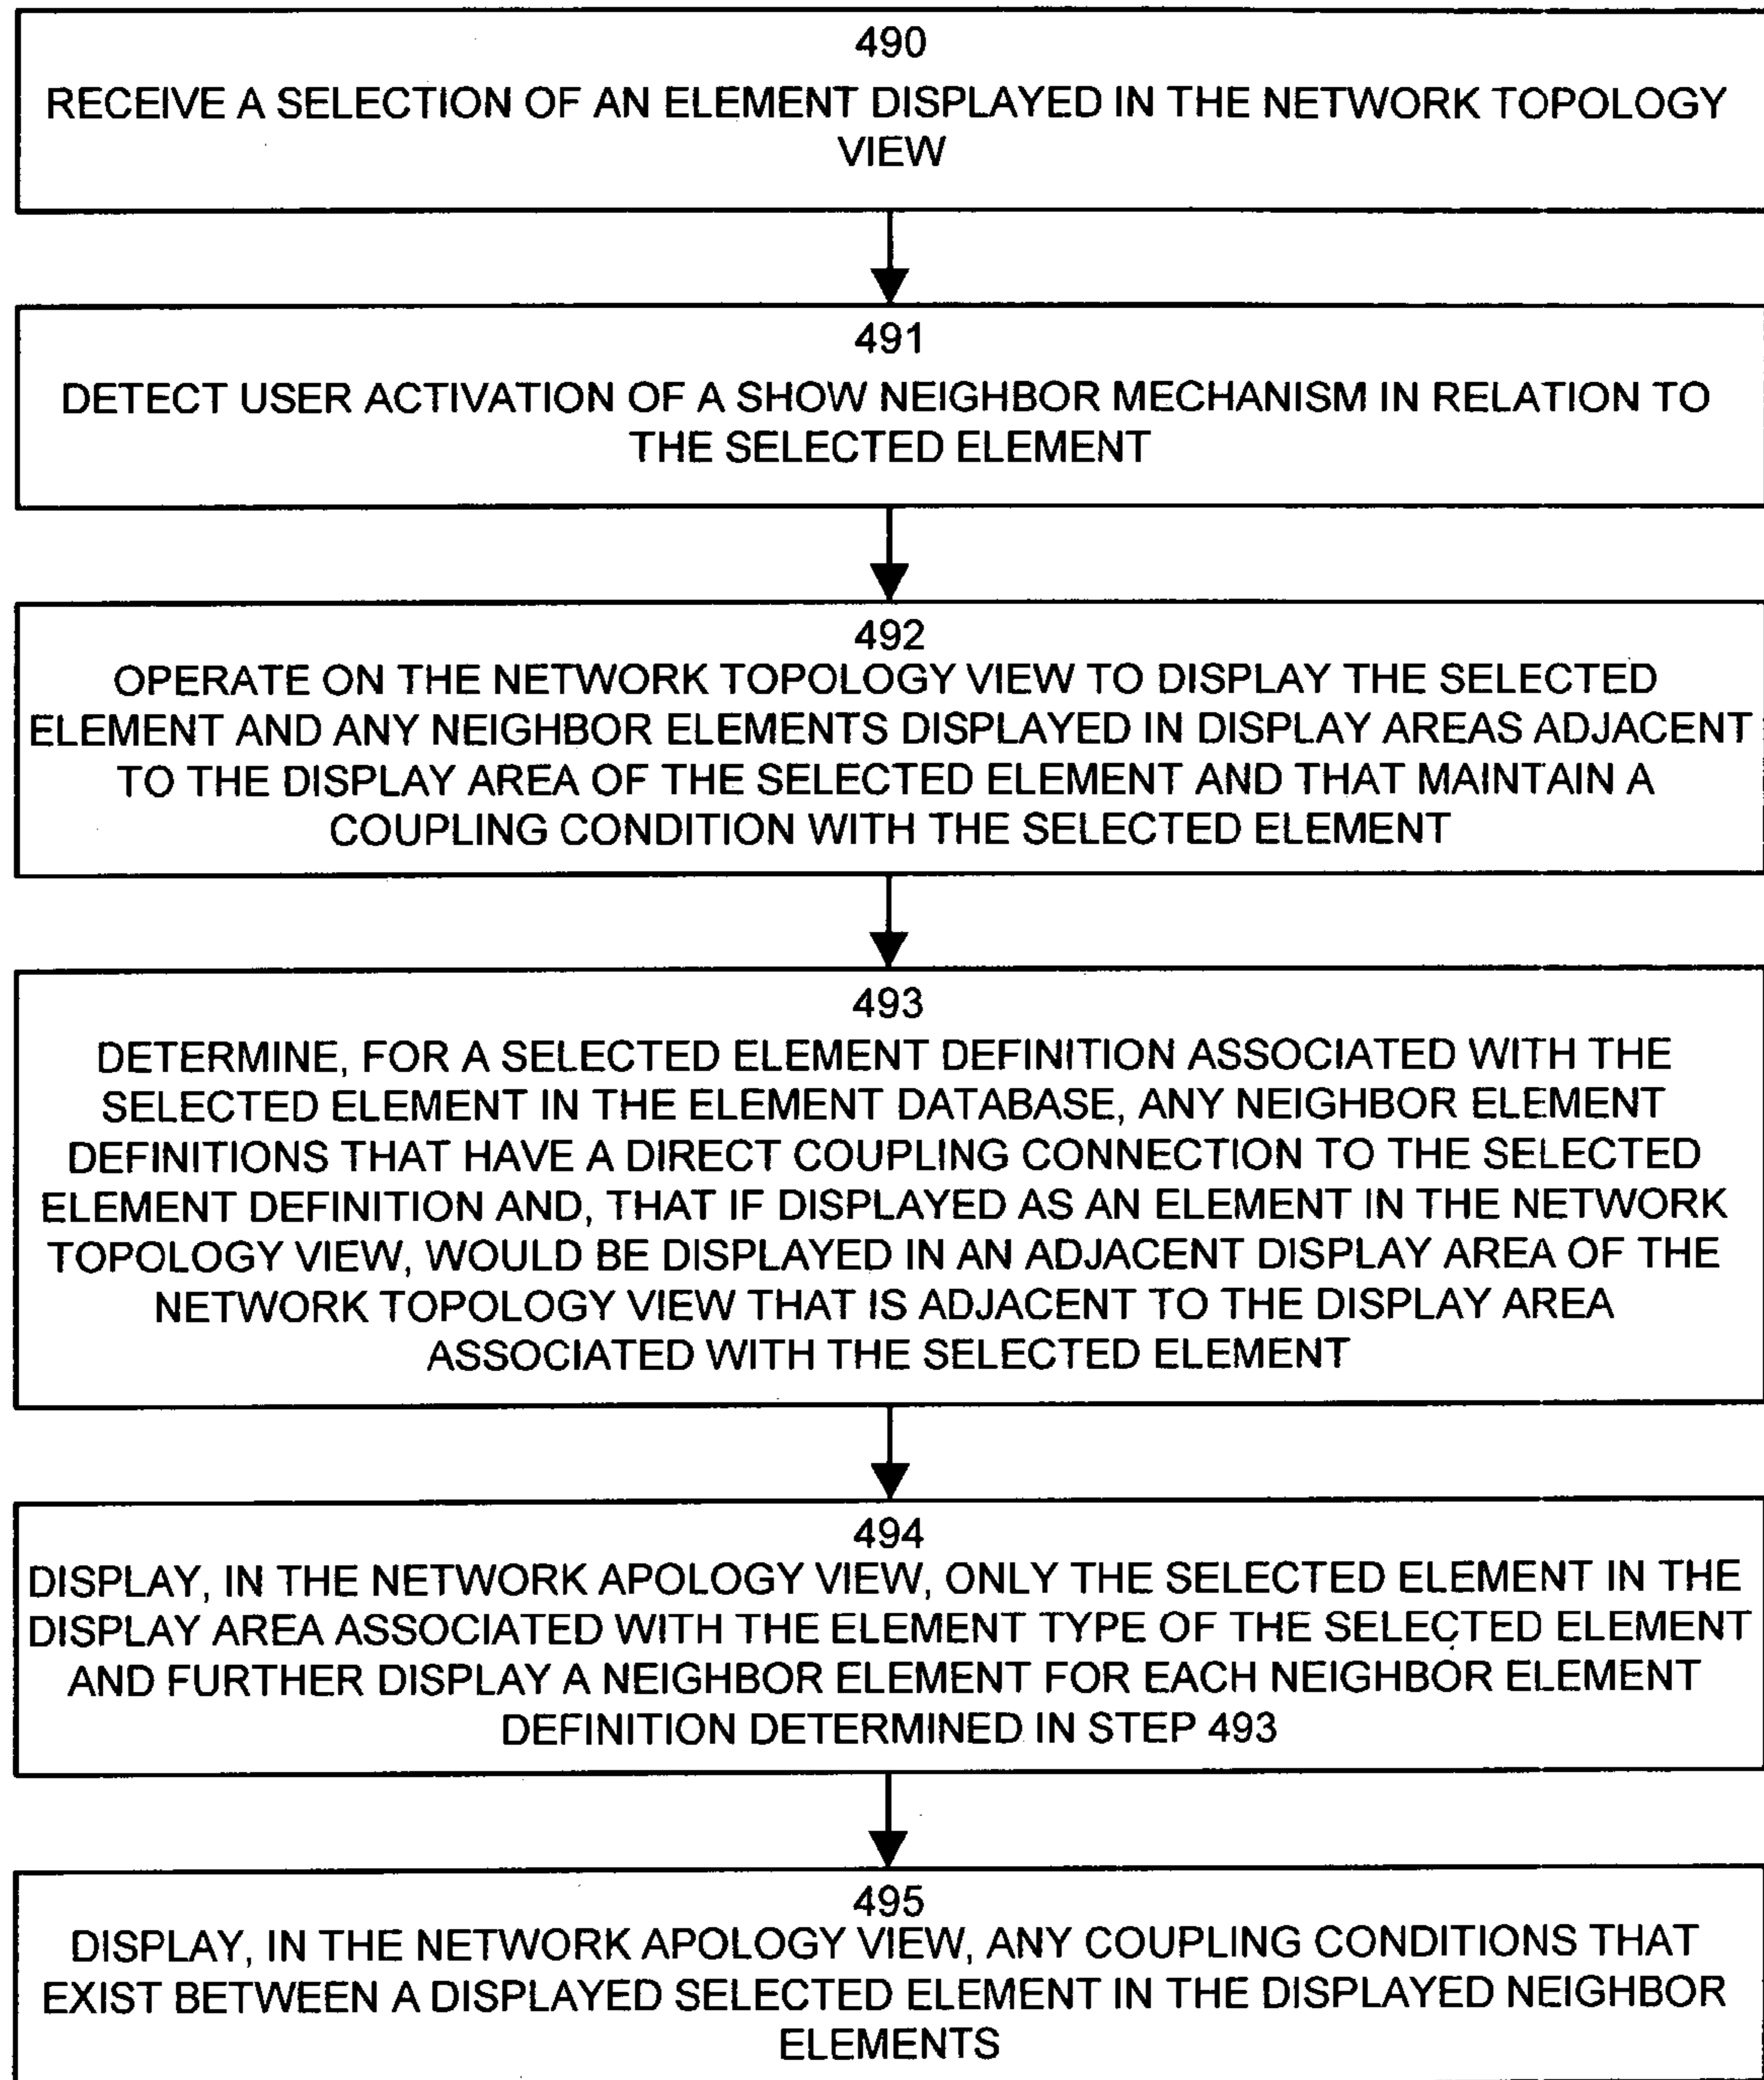 490
RECEIVE A SELECTION OF AN ELEMENT DISPLAYED IN THE NETWORK TOPOLOGY
VIEW
491
DETECT USER ACTIVATION OF A SHOW NEIGHBOR MECHANISM IN RELATION TO
THE SELECTED ELEMENT
492
OPERATE ON THE NETWORK TOPOLOGY VIEW TO DISPLAY THE SELECTED
ELEMENT AND ANY NEIGHBOR ELEMENTS DISPLAYED IN DISPLAY AREAS ADJACENT
TO THE DISPLAY AREA OF THE SELECTED ELEMENT AND THAT MAINTAIN A
COUPLING CONDITION WITH THE SELECTED ELEMENT
493
DETERMINE, FOR A SELECTED ELEMENT DEFINITION ASSOCIATED WITH THE
SELECTED ELEMENT IN THE ELEMENT DATABASE, ANY NEIGHBOR ELEMENT
DEFINITIONS THAT HAVE A DIRECT COUPLING CONNECTION TO THE SELECTED
ELEMENT DEFINITION AND, THAT IF DISPLAYED AS AN ELEMENT IN THE NETWORK
TOPOLOGY VIEW, WOULD BE DISPLAYED IN AN ADJACENT DISPLAY AREA OF THE
NETWORK TOPOLOGY VIEW THAT IS ADJACENT TO THE DISPLAY AREA
ASSOCIATED WITH THE SELECTED ELEMENT
494
DISPLAY, IN THE NETWORK APOLOGY VIEW, ONLY THE SELECTED ELEMENT IN THE
DISPLAY AREA ASSOCIATED WITH THE ELEMENT TYPE OF THE SELECTED ELEMENT
AND FURTHER DISPLAY A NEIGHBOR ELEMENT FOR EACH NEIGHBOR ELEMENT
DEFINITION DETERMINED IN STEP 493
495
DISPLAY, IN THE NETWORK APOLOGY VIEW, ANY COUPLING CONDITIONS THAT
EXIST BETWEEN A DISPLAYED SELECTED ELEMENT IN THE DISPLAYED NEIGHBOR
ELEMENTS